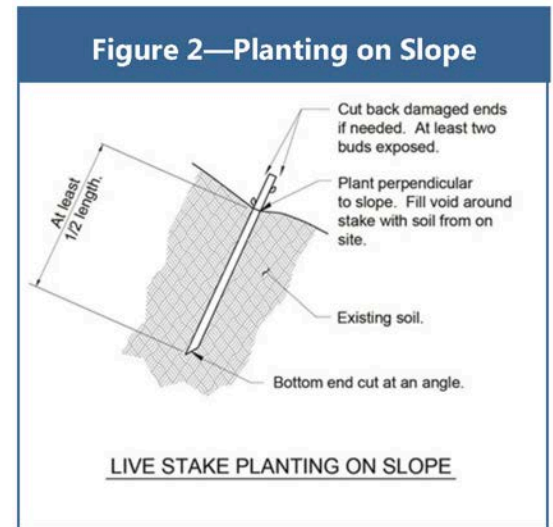 Figure 2—Planting on Slope
Cut back damaged ends
if needed. At least two
buds exposed.
At least
1/2 length.
Plant perpendicular
to slope. Fill void around
stake with soil from on
site.
Existing soil.
Bottom end cut at an angle.
LIVE STAKE PLANTING ON SLOPE